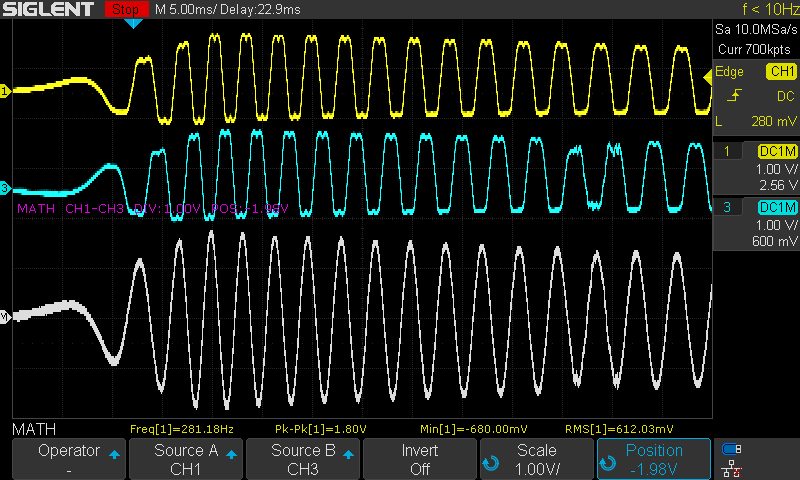 SIGLENT Stop M 5.00ms/ Delay:22.9ms f < 10Hz
Sa 10.0MSa/s
Curr 700kpts
Edge CH1
DC
L 280 mV
1 DC1M
1.00 V/
2.56 V
3 DC1M
1.00 V/
600 mV
1
3
MATH CH1-CH3 DIV:1.00V POS:-1.98V
M
MATH Freq[1]=281.18Hz Pk-Pk[1]=1.80V Min[1]=-680.00mV RMS[1]=612.03mV
Operator Source A Source B Invert Scale Position
- CH1 CH3 Off 1.00V/ -1.98V